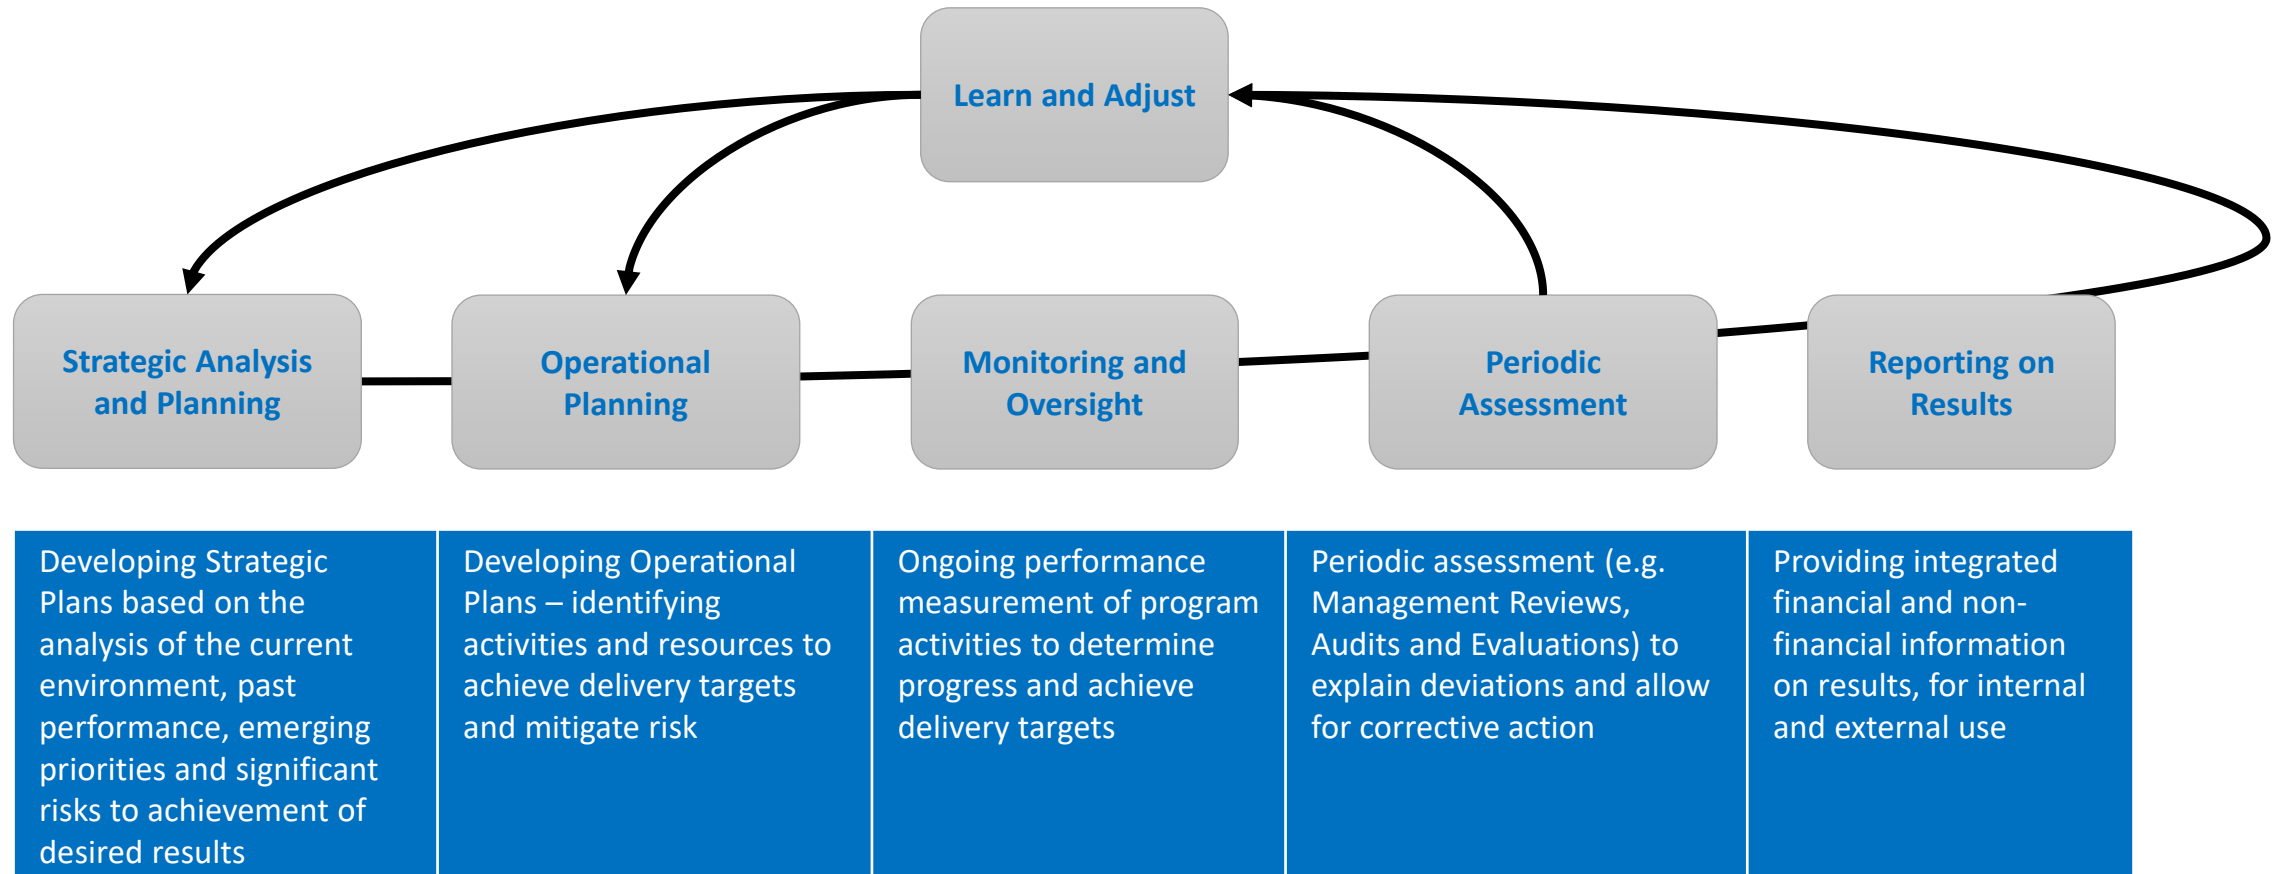 Learn and Adjust
Strategic Analysis
and Planning
Operational
Planning
Monitoring and
Oversight
Periodic
Assessment
Reporting on
Results
Developing Strategic
Plans based on the
analysis of the current
environment, past
performance, emerging
priorities and significant
risks to achievement of
desired results
Developing Operational
Plans – identifying
activities and resources to
achieve delivery targets
and mitigate risk
Ongoing performance
measurement of program
activities to determine
progress and achieve
delivery targets
Periodic assessment (e.g.
Management Reviews,
Audits and Evaluations) to
explain deviations and allow
for corrective action
Providing integrated
financial and non-
financial information
on results, for internal
and external use